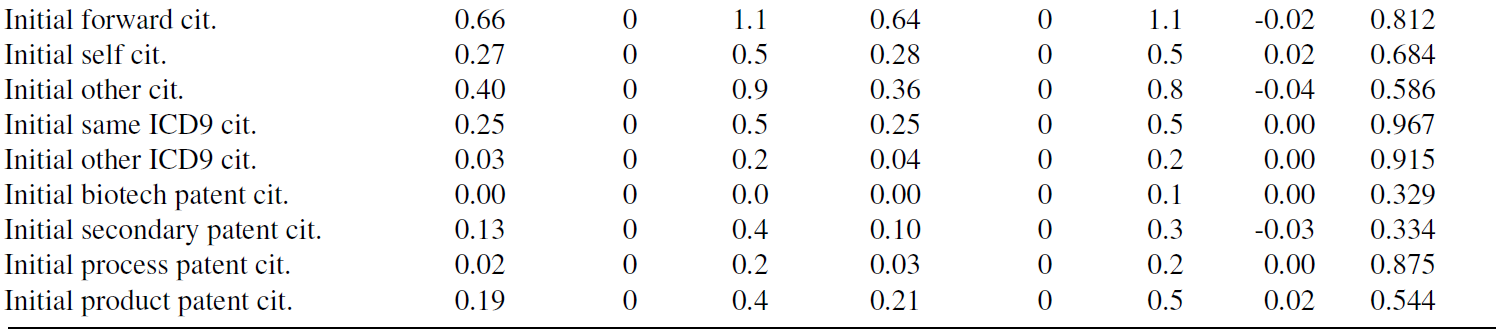 Initial forward cit. 0.66 0 1.1 0.64 0 1.1 -0.02 0.812
Initial self cit. 0.27 0 0.5 0.28 0 0.5 0.02 0.684
Initial other cit. 0.40 0 0.9 0.36 0 0.8 -0.04 0.586
Initial same ICD9 cit. 0.25 0 0.5 0.25 0 0.5 0.00 0.967
Initial other ICD9 cit. 0.03 0 0.2 0.04 0 0.2 0.00 0.915
Initial biotech patent cit. 0.00 0 0.0 0.00 0 0.1 0.00 0.329
Initial secondary patent cit. 0.13 0 0.4 0.10 0 0.3 -0.03 0.334
Initial process patent cit. 0.02 0 0.2 0.03 0 0.2 0.00 0.875
Initial product patent cit. 0.19 0 0.4 0.21 0 0.5 0.02 0.544